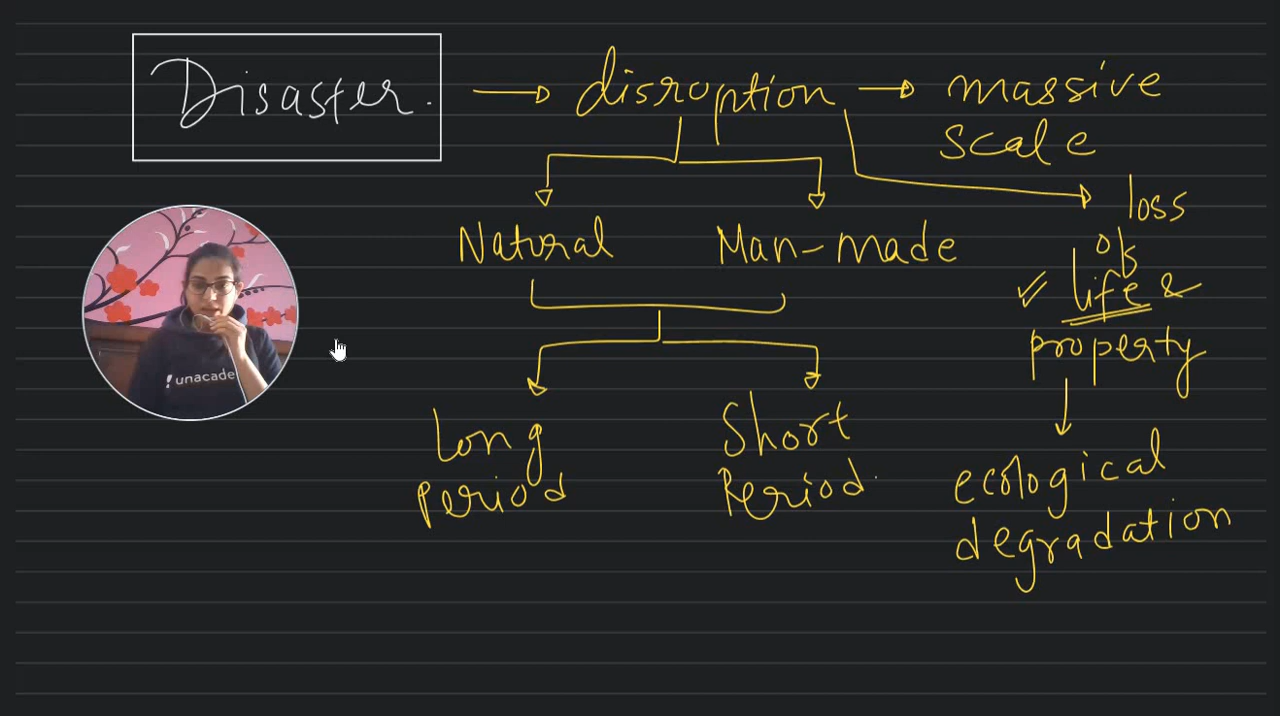 Disaster. → disruption → massive
scale
loss
of
life &
property
Natural
Man-made
Long
Period
Short
Period.
ecological
degradation
unacade